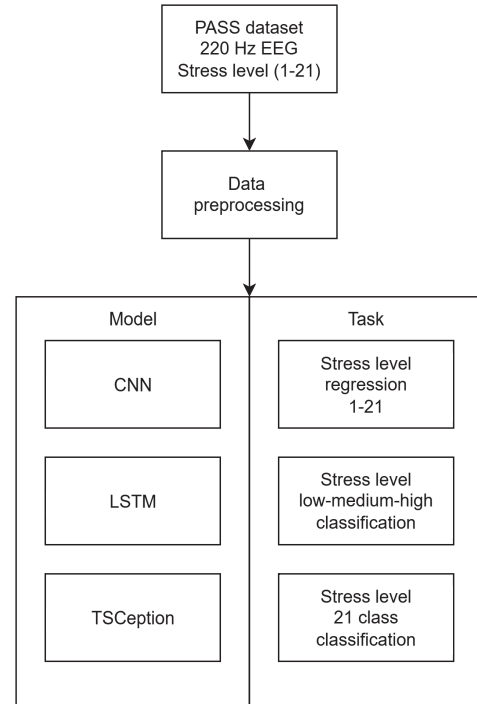 PASS dataset
220 Hz EEG
Stress level (1-21)
Data
preprocessing
Model
CNN
LSTM
TSCeption
Task
Stress level
regression
1-21
Stress level
low-medium-high
classification
Stress level
21 class
classification